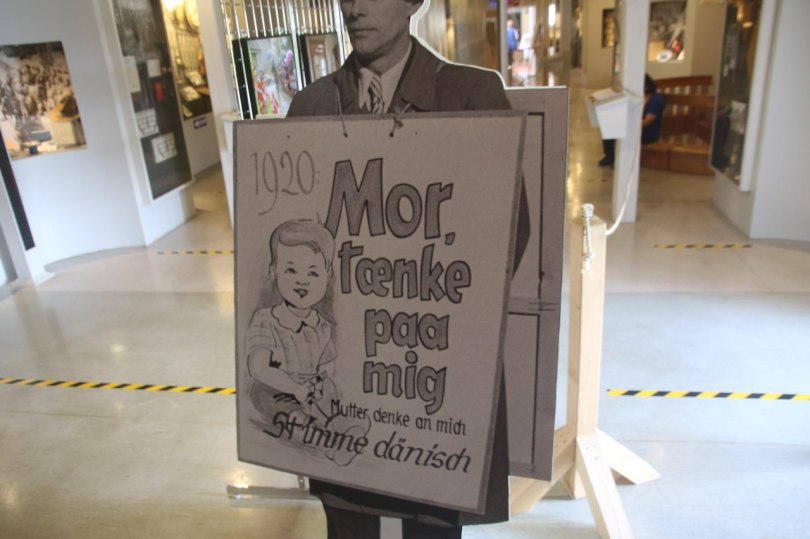 1920:
Mor,
tænke
paa
mig
Mutter, denke an mich
Stimme dänisch